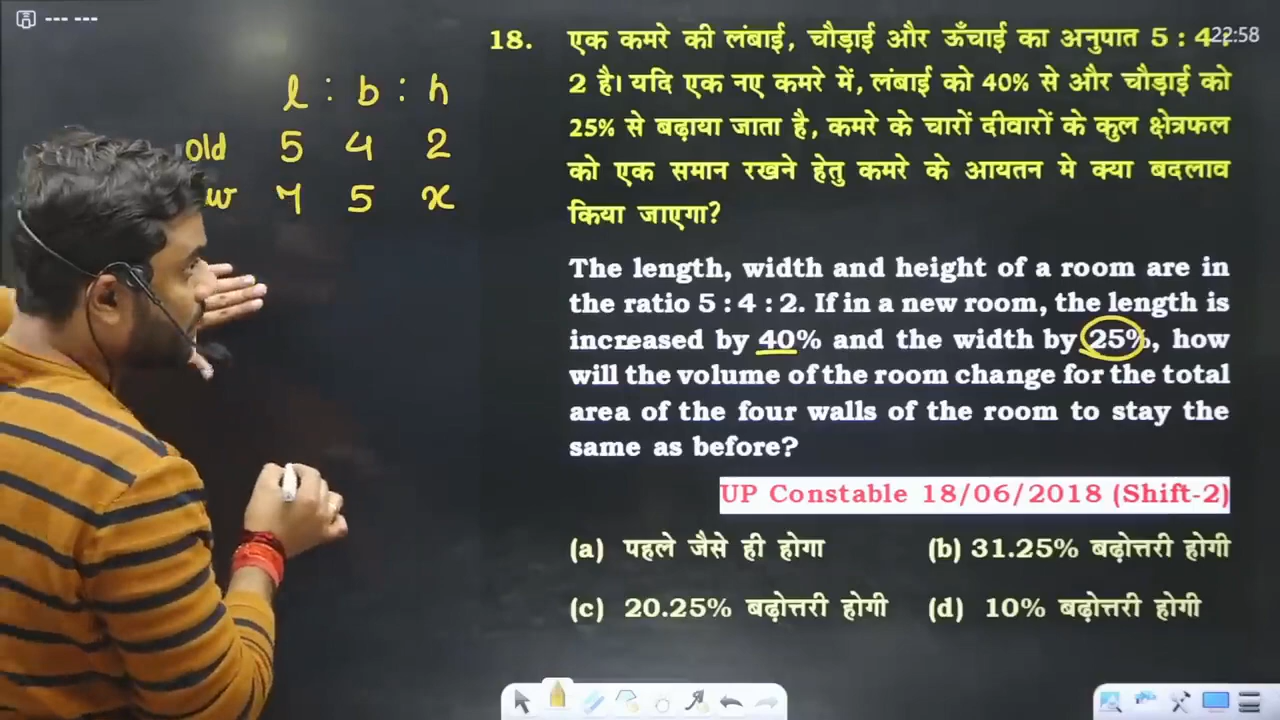 --- ---
22:58
l : b : h
old 5 4 2
w 7 5 x
18. एक कमरे की लंबाई, चौड़ाई और ऊँचाई का अनुपात 5 : 4 :
2 है। यदि एक नए कमरे में, लंबाई को 40% से और चौड़ाई को
25% से बढ़ाया जाता है, कमरे के चारों दीवारों के कुल क्षेत्रफल
को एक समान रखने हेतु कमरे के आयतन मे क्या बदलाव
किया जाएगा?
The length, width and height of a room are in
the ratio 5 : 4 : 2. If in a new room, the length is
increased by 40% and the width by 25%, how
will the volume of the room change for the total
area of the four walls of the room to stay the
same as before?
UP Constable 18/06/2018 (Shift-2)
(a) पहले जैसे ही होगा (b) 31.25% बढ़ोत्तरी होगी
(c) 20.25% बढ़ोत्तरी होगी (d) 10% बढ़ोत्तरी होगी